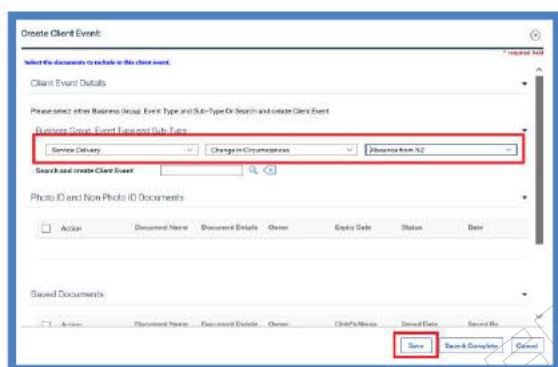 Create Client Event:
* required field
Select the documents to include in this client event.
Client Event Details
Please select either Business Group, Event Type and Sub-Type Or Search and create Client Event
Business Group, Event Type and Sub-Type
Service Delivery Change in Circumstances Absence from NZ
Search and create Client Event
Photo ID and Non Photo ID Documents
Action Document Name Document Details Owner Expiry Date Status Date
Saved Documents
Action Document Name Document Details Owner Child's Name Saved Date Saved By
Save Save & Complete Cancel